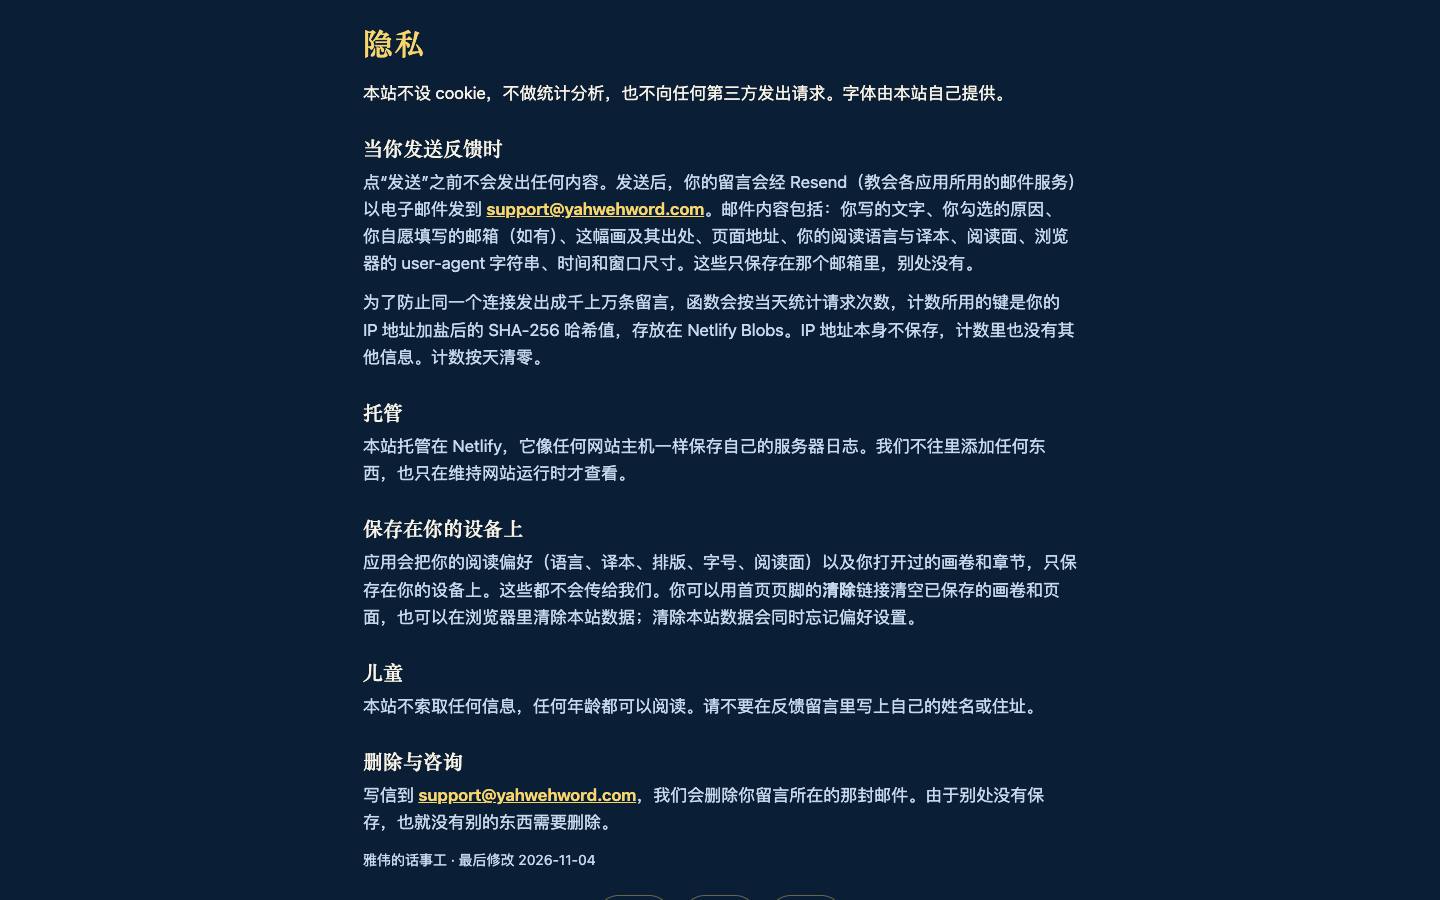 隐私
本站不设 cookie，不做统计分析，也不向任何第三方发出请求。字体由本站自己提供。
当你发送反馈时
点“发送”之前不会发出任何内容。发送后，你的留言会经 Resend（教会各应用所用的邮件服务）
以电子邮件发到 support@yahwehword.com。邮件内容包括：你写的文字、你勾选的原因、
你自愿填写的邮箱（如有）、这幅画及其出处、页面地址、你的阅读语言与译本、阅读面、浏览
器的 user-agent 字符串、时间和窗口尺寸。这些只保存在那个邮箱里，别处没有。
为了防止同一个连接发出成千上万条留言，函数会按当天统计请求次数，计数所用的键是你的
IP 地址加盐后的 SHA-256 哈希值，存放在 Netlify Blobs。IP 地址本身不保存，计数里也没有其
他信息。计数按天清零。
托管
本站托管在 Netlify，它像任何网站主机一样保存自己的服务器日志。我们不往里添加任何东
西，也只在维持网站运行时才查看。
保存在你的设备上
应用会把你的阅读偏好（语言、译本、排版、字号、阅读面）以及你打开过的画卷和章节，只保
存在你的设备上。这些都不会传给我们。你可以用首页页脚的清除链接清空已保存的画卷和页
面，也可以在浏览器里清除本站数据；清除本站数据会同时忘记偏好设置。
儿童
本站不索取任何信息，任何年龄都可以阅读。请不要在反馈留言里写上自己的姓名或住址。
删除与咨询
写信到 support@yahwehword.com，我们会删除你留言所在的那封邮件。由于别处没有保
存，也就没有别的东西需要删除。
雅伟的话事工 · 最后修改 2026-11-04